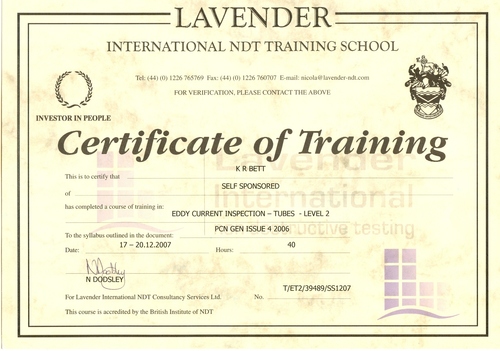 LAVENDER
INTERNATIONAL NDT TRAINING SCHOOL
Tel: (44) (0) 1226 765769 Fax: (44) (0) 1226 760707 E-mail: nicola@lavender-ndt.com
FOR VERIFICATION, PLEASE CONTACT THE ABOVE
INVESTOR IN PEOPLE
Certificate of Training
Lavender
International
destructive testing
K R BETT
This is to certify that
SELF SPONSORED
of
has completed a course of training in:
EDDY CURRENT INSPECTION – TUBES - LEVEL 2
PCN GEN ISSUE 4 2006
To the syllabus outlined in the document:
Date: 17 – 20.12.2007 Hours: 40
N DODSLEY
T/ET2/39489/SS1207
For Lavender International NDT Consultancy Services Ltd. No.
This course is accredited by the British Institute of NDT